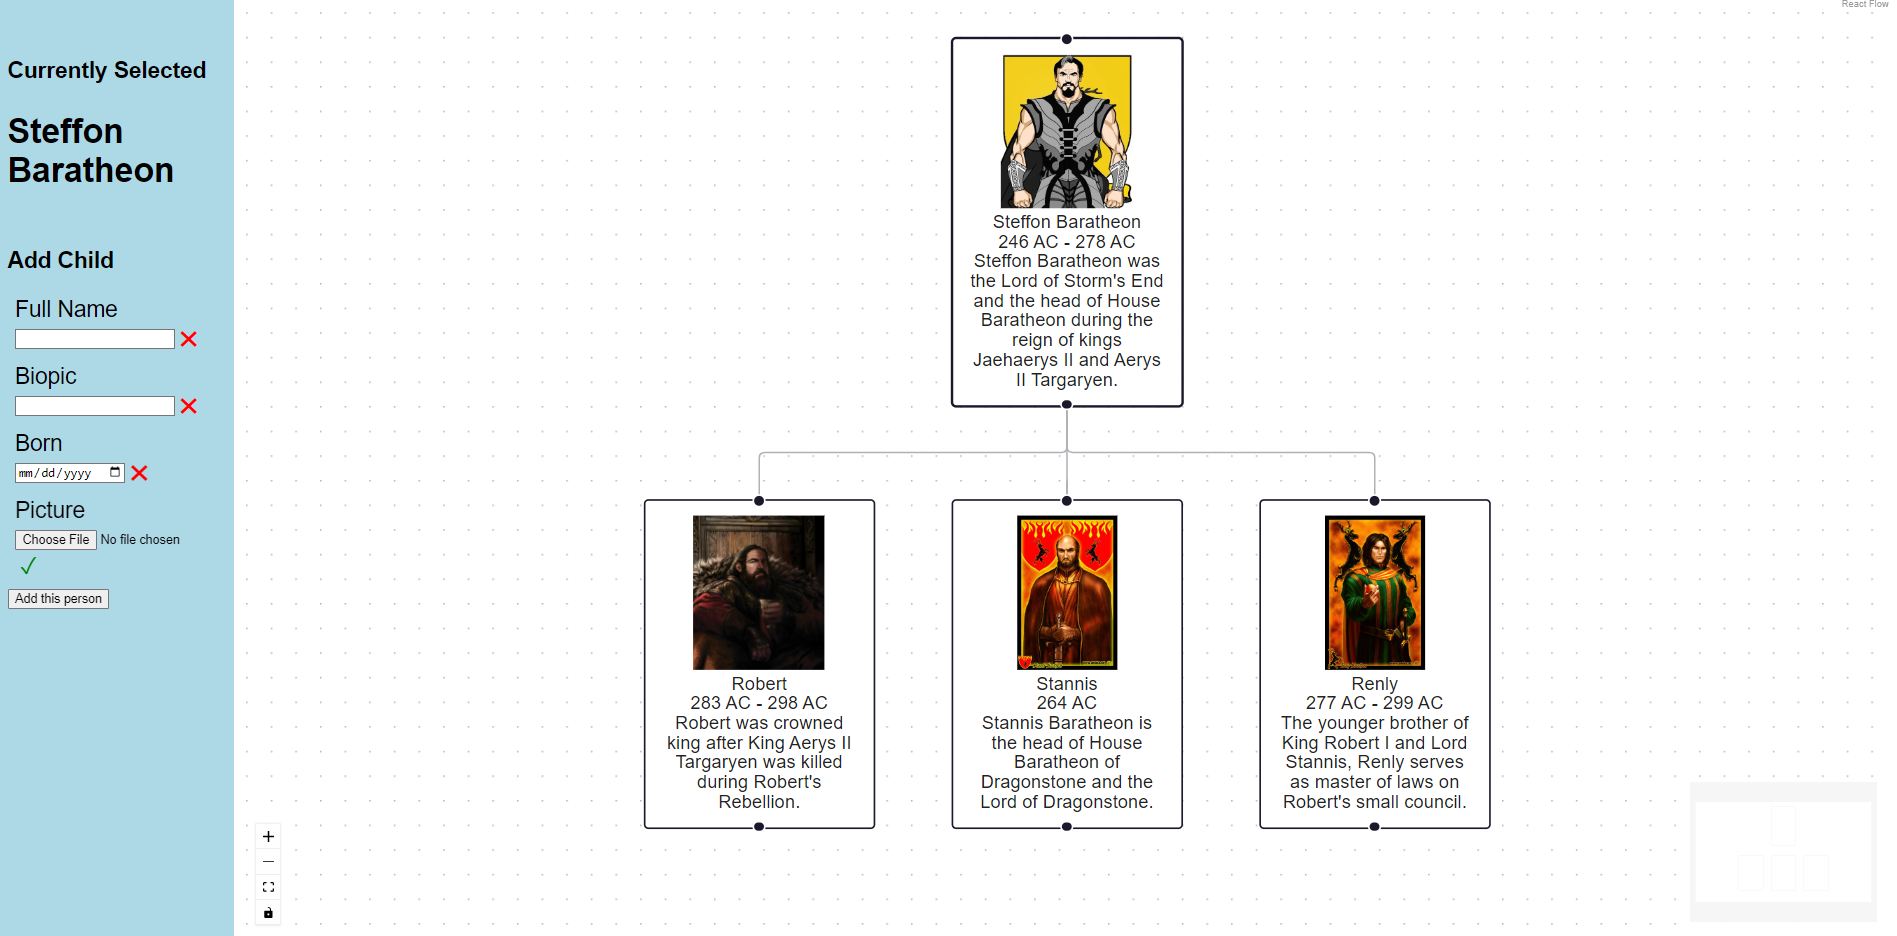 React Flow
Currently Selected
Steffon
Baratheon
Add Child
Full Name
Biopic
Born
mm/dd/yyyy
Picture
Choose File No file chosen
Add this person
Steffon Baratheon
246 AC - 278 AC
Steffon Baratheon was
the Lord of Storm's End
and the head of House
Baratheon during the
reign of kings
Jaehaerys II and Aerys
II Targaryen.
Robert
283 AC - 298 AC
Robert was crowned
king after King Aerys II
Targaryen was killed
during Robert's
Rebellion.
Stannis
264 AC
Stannis Baratheon is
the head of House
Baratheon of
Dragonstone and the
Lord of Dragonstone.
Renly
277 AC - 299 AC
The younger brother of
King Robert I and Lord
Stannis, Renly serves
as master of laws on
Robert's small council.